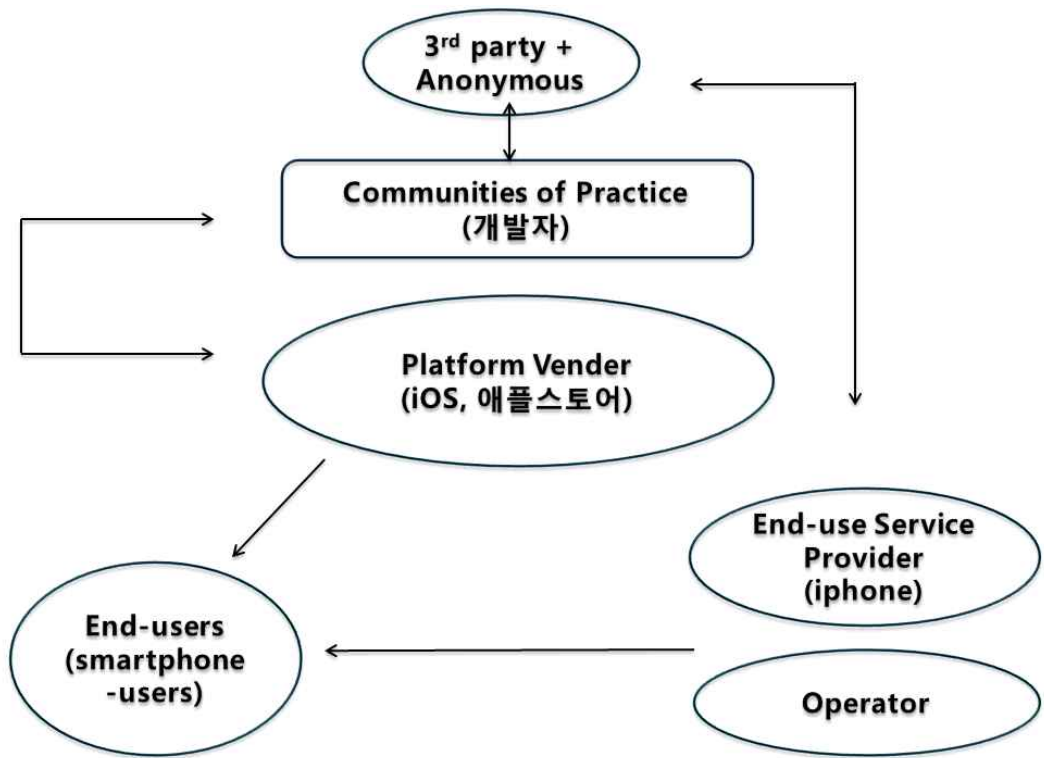 3rd party +
Anonymous
Communities of Practice
(개발자)
Platform Vender
(iOS, 애플스토어)
End-use Service
Provider
(iphone)
End-users
(smartphone
-users)
Operator